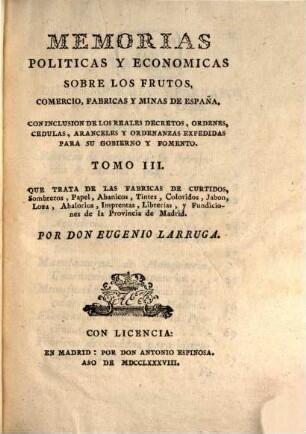 MEMORIAS
POLITICAS Y ECONOMICAS
SOBRE LOS FRUTOS,
COMERCIO, FABRICAS Y MINAS DE ESPAÑA,
CON INCLUSION DE LOS REALES DECRETOS, ORDENES,
CEDULAS, ARANCELES Y ORDENANZAS EXPEDIDAS
PARA SU GOBIERNO Y FOMENTO.
TOMO III.
QUE TRATA DE LAS FABRICAS DE CURTIDOS,
Sombreros, Papel, Abanicos, Tintes, Coloridos, Jabon,
Loza, Abalorios, Imprentas, Librerias, y Fundicio-
nes de la Provincia de Madrid.
POR DON EUGENIO LARRUGA.
CON LICENCIA:
EN MADRID: POR DON ANTONIO ESPINOSA.
AÑO DE MDCCLXXXVIII.